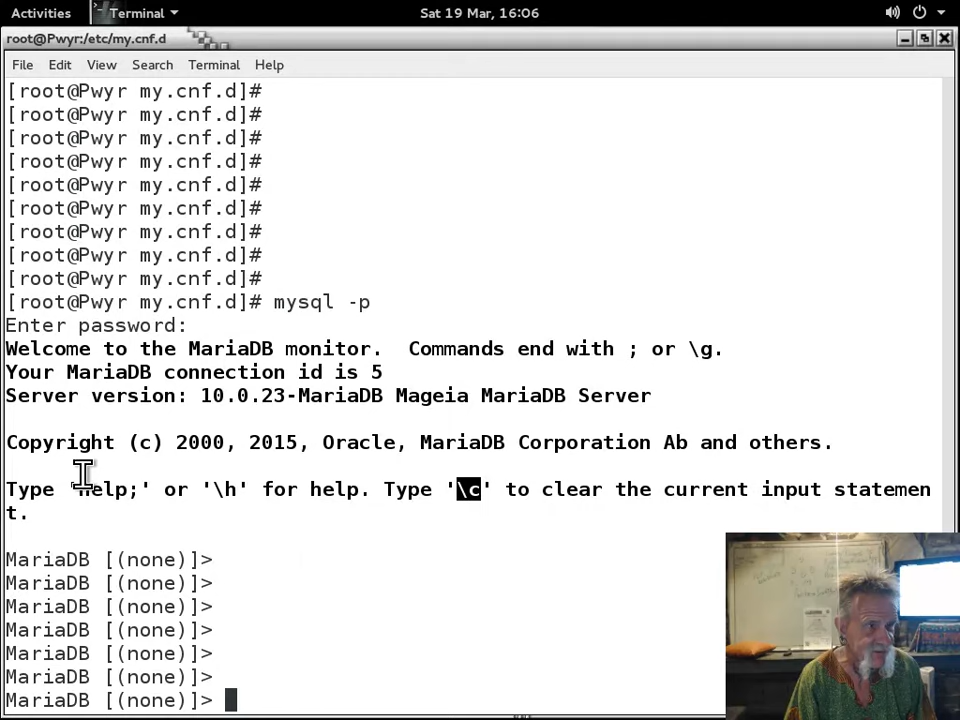 Activities Terminal Sat 19 Mar, 16:06
root@Pwyr:/etc/my.cnf.d
File Edit View Search Terminal Help
[root@Pwyr my.cnf.d]#
[root@Pwyr my.cnf.d]#
[root@Pwyr my.cnf.d]#
[root@Pwyr my.cnf.d]#
[root@Pwyr my.cnf.d]#
[root@Pwyr my.cnf.d]#
[root@Pwyr my.cnf.d]#
[root@Pwyr my.cnf.d]#
[root@Pwyr my.cnf.d]#
[root@Pwyr my.cnf.d]# mysql -p
Enter password:
Welcome to the MariaDB monitor.  Commands end with ; or \g.
Your MariaDB connection id is 5
Server version: 10.0.23-MariaDB Mageia MariaDB Server
Copyright (c) 2000, 2015, Oracle, MariaDB Corporation Ab and others.
Type 'help;' or '\h' for help. Type '\c' to clear the current input statemen
t.
MariaDB [(none)]>
MariaDB [(none)]>
MariaDB [(none)]>
MariaDB [(none)]>
MariaDB [(none)]>
MariaDB [(none)]>
MariaDB [(none)]>